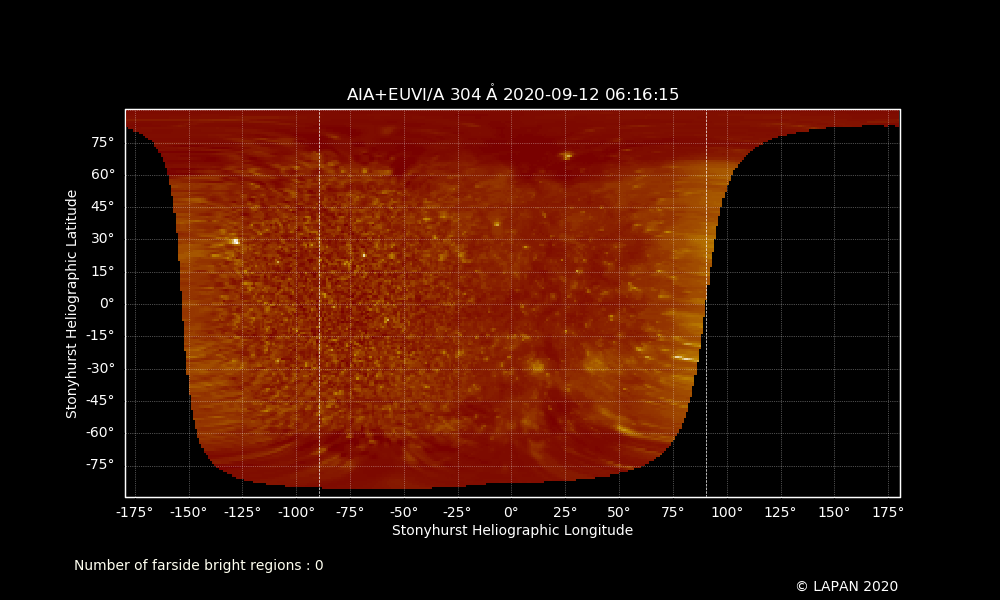 AIA+EUVI/A 304 Å 2020-09-12 06:16:15
75°
60°
45°
30°
15°
0°
-15°
-30°
-45°
-60°
-75°
Stonyhurst Heliographic Latitude
-175° -150° -125° -100° -75° -50° -25° 0° 25° 50° 75° 100° 125° 150° 175°
Stonyhurst Heliographic Longitude
Number of farside bright regions : 0
© LAPAN 2020